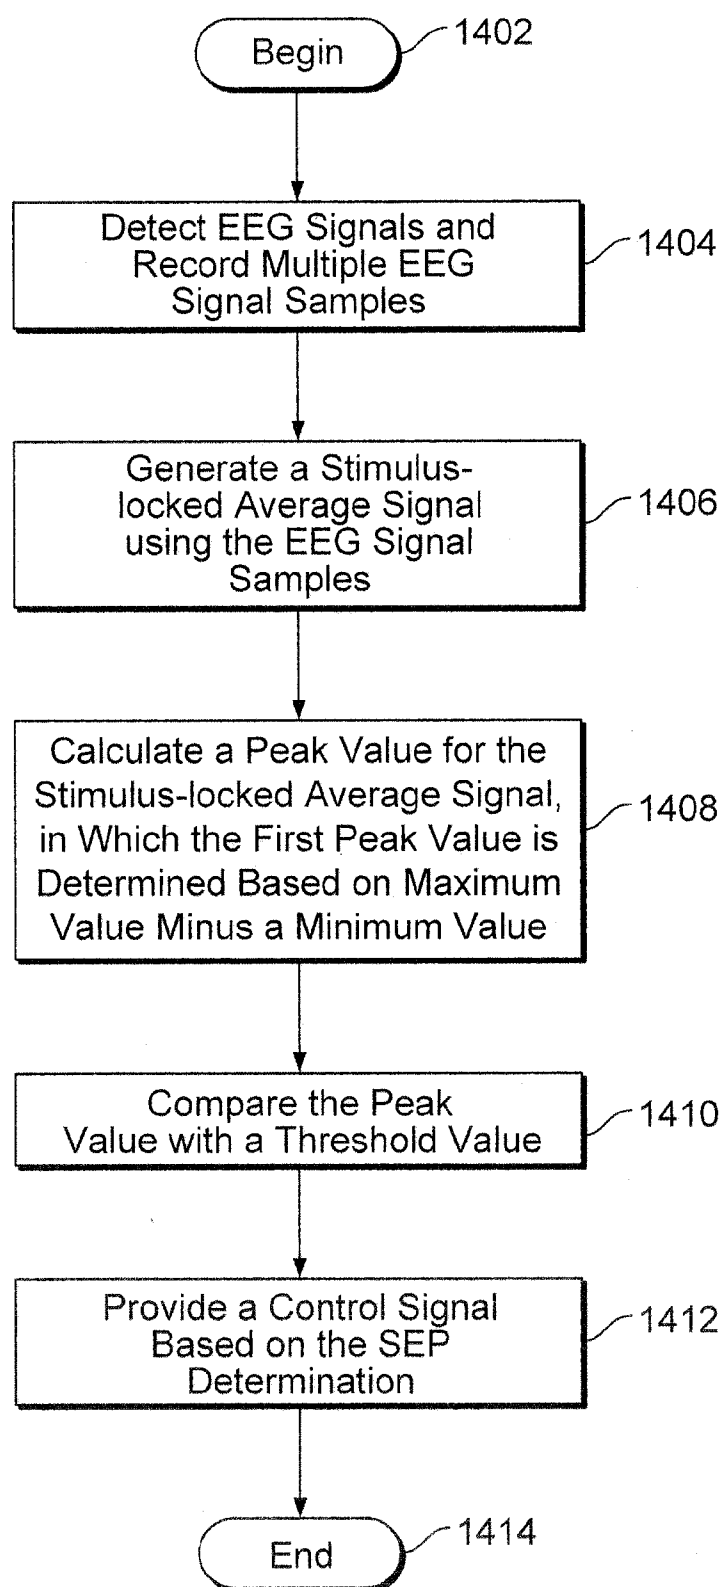 Begin
1402
Detect EEG Signals and
Record Multiple EEG
Signal Samples
1404
Generate a Stimulus-
locked Average Signal
using the EEG Signal
Samples
1406
Calculate a Peak Value for the
Stimulus-locked Average Signal,
in Which the First Peak Value is
Determined Based on Maximum
Value Minus a Minimum Value
1408
Compare the Peak
Value with a Threshold Value
1410
Provide a Control Signal
Based on the SEP
Determination
1412
End
1414